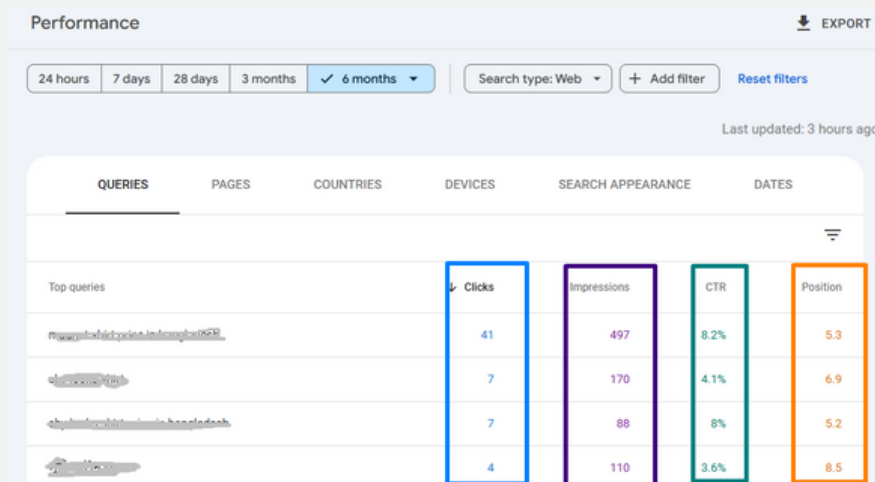 Performance
EXPORT
24 hours 7 days 28 days 3 months 6 months Search type: Web + Add filter Reset filters
Last updated: 3 hours ago
QUERIES PAGES COUNTRIES DEVICES SEARCH APPEARANCE DATES
Top queries Clicks Impressions CTR Position
41 497 8.2% 5.3
7 170 4.1% 6.9
7 88 8% 5.2
4 110 3.6% 8.5